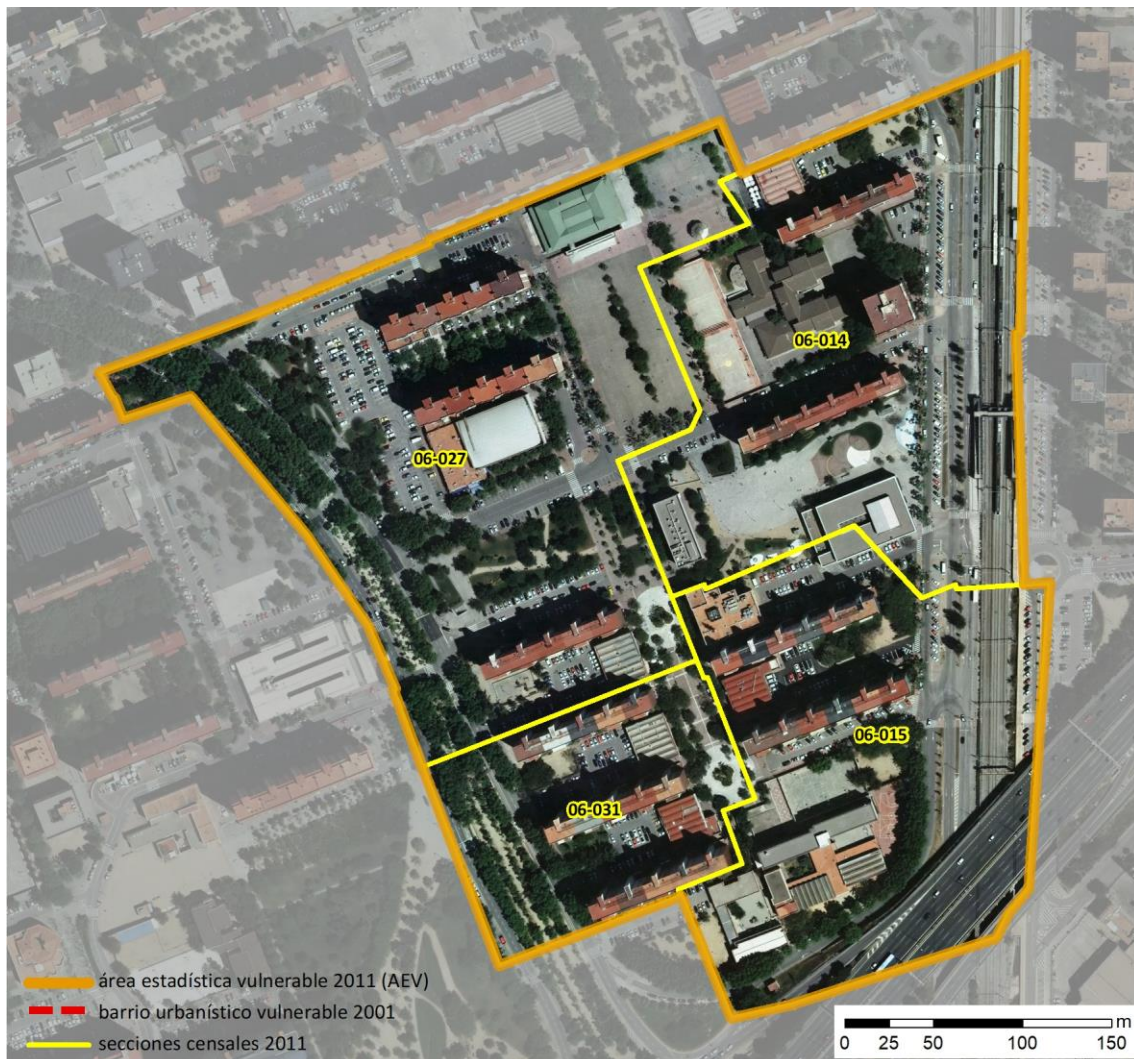 06-014
06-027
06-015
06-031
área estadística vulnerable 2011 (AEV)
barrio urbanístico vulnerable 2001
secciones censales 2011
m
0 25 50 100 150